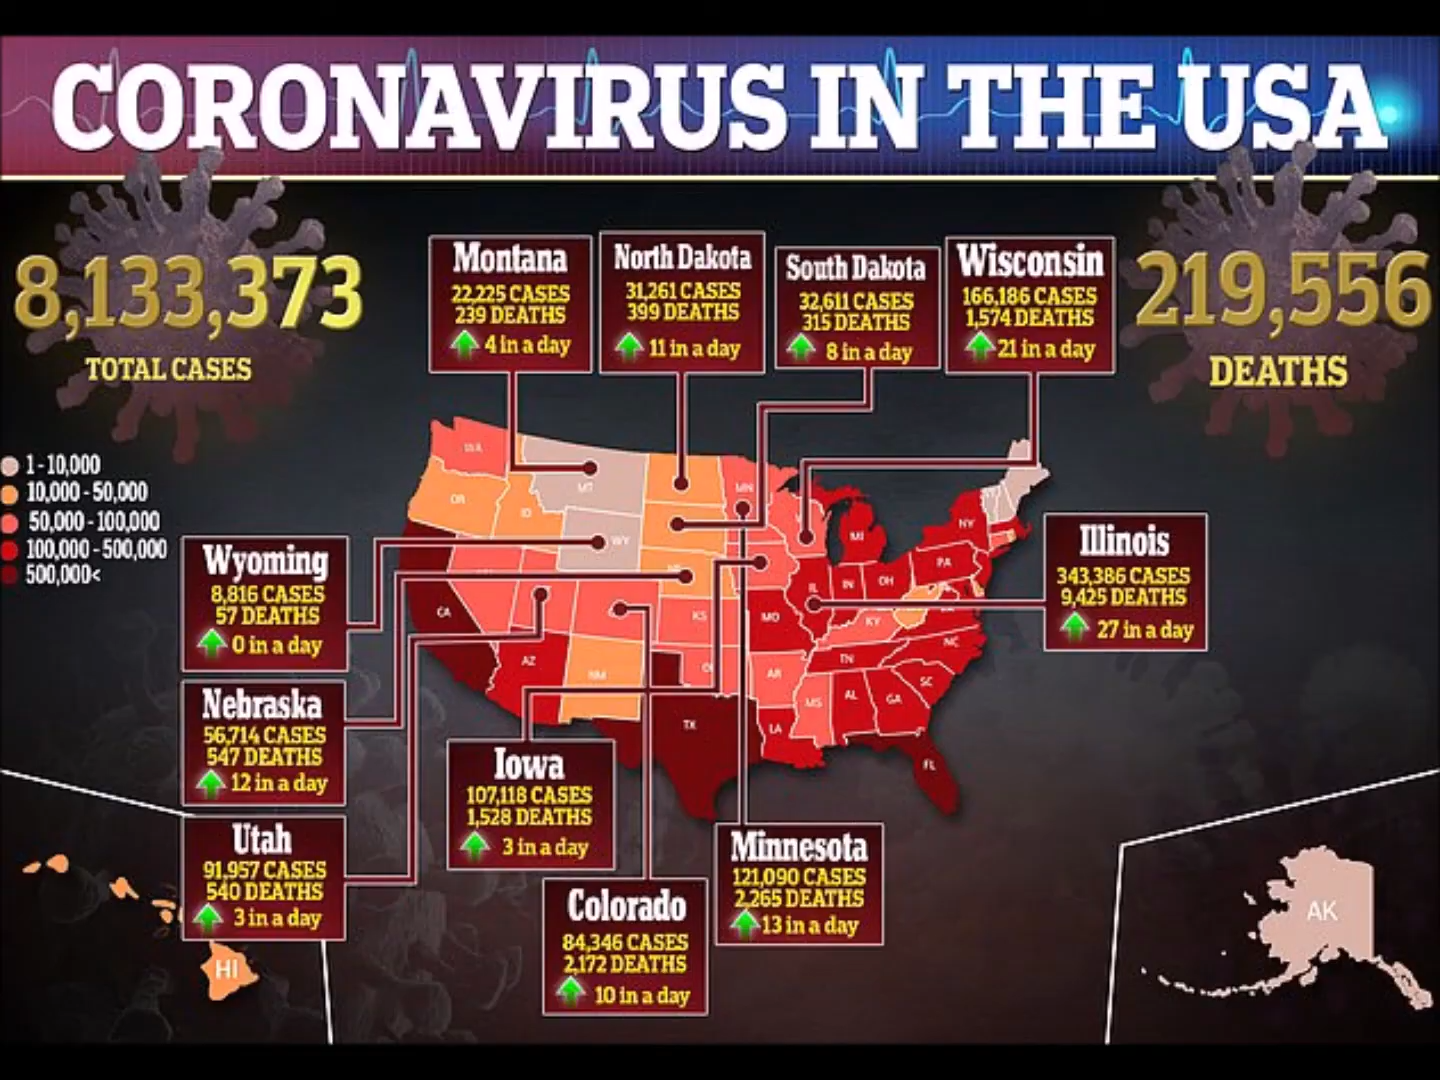 CORONAVIRUS IN THE USA
8,133,373
TOTAL CASES
219,556
DEATHS
Montana
22,225 CASES
239 DEATHS
4 in a day
North Dakota
31,261 CASES
399 DEATHS
11 in a day
South Dakota
32,611 CASES
315 DEATHS
8 in a day
Wisconsin
166,186 CASES
1,574 DEATHS
21 in a day
1-10,000
10,000-50,000
50,000-100,000
100,000-500,000
500,000<
Wyoming
8,816 CASES
57 DEATHS
0 in a day
Nebraska
56,714 CASES
547 DEATHS
12 in a day
Utah
91,957 CASES
540 DEATHS
3 in a day
Iowa
107,118 CASES
1,528 DEATHS
3 in a day
Colorado
84,346 CASES
2,172 DEATHS
10 in a day
Minnesota
121,090 CASES
2,265 DEATHS
13 in a day
Illinois
343,386 CASES
9,425 DEATHS
27 in a day
WA
OR
ID
MT
WY
MN
MI
NY
PA
OH
IN
IL
CA
KS
MO
KY
NC
AZ
NM
TN
AR
SC
MS
AL
GA
TX
LA
FL
HI
AK